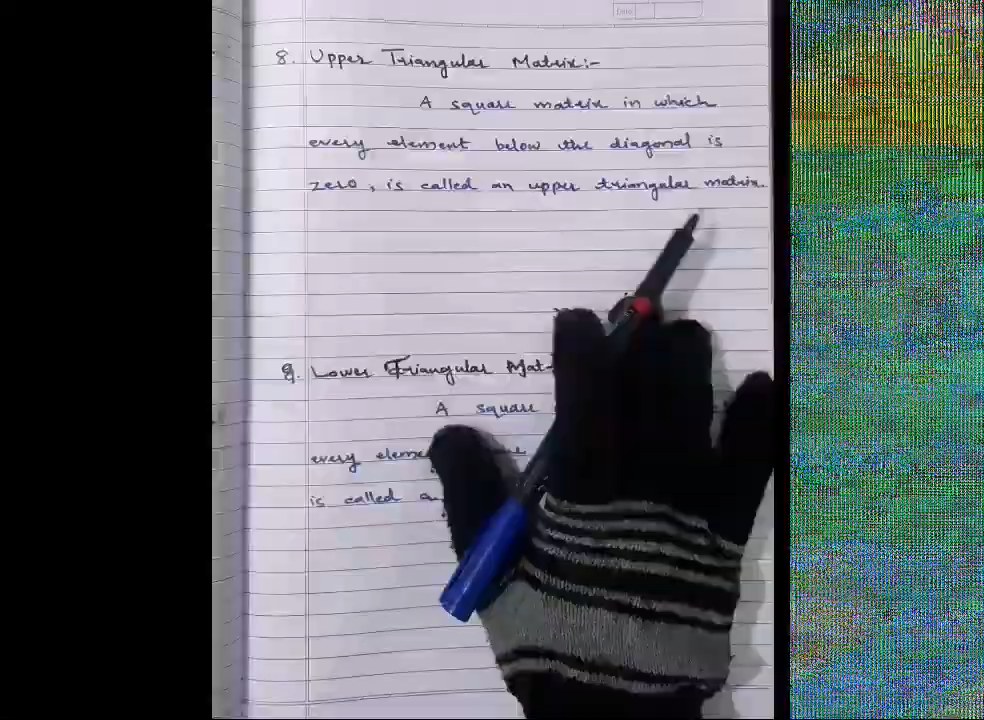 Date
8. Upper Triangular Matrix:-
A square matrix in which
every element below the diagonal is
zero, is called an upper triangular matrix.
9. Lower Triangular Mat
A square
every eleme
is called a